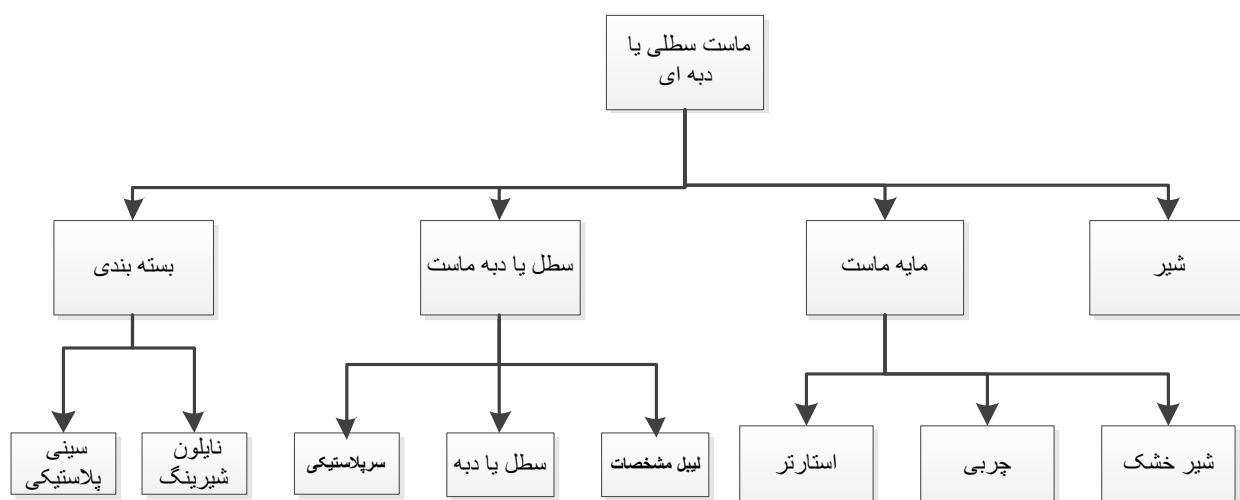 ماست سطلی یا
دبه ای
شیر
مایه ماست
سطل یا دبه ماست
بسته بندی
شیر خشک
چربی
استارتر
لیبل مشخصات
سطل یا دبه
سرپلاستیکی
نایلون
شیرینگ
سینی
پلاستیکی